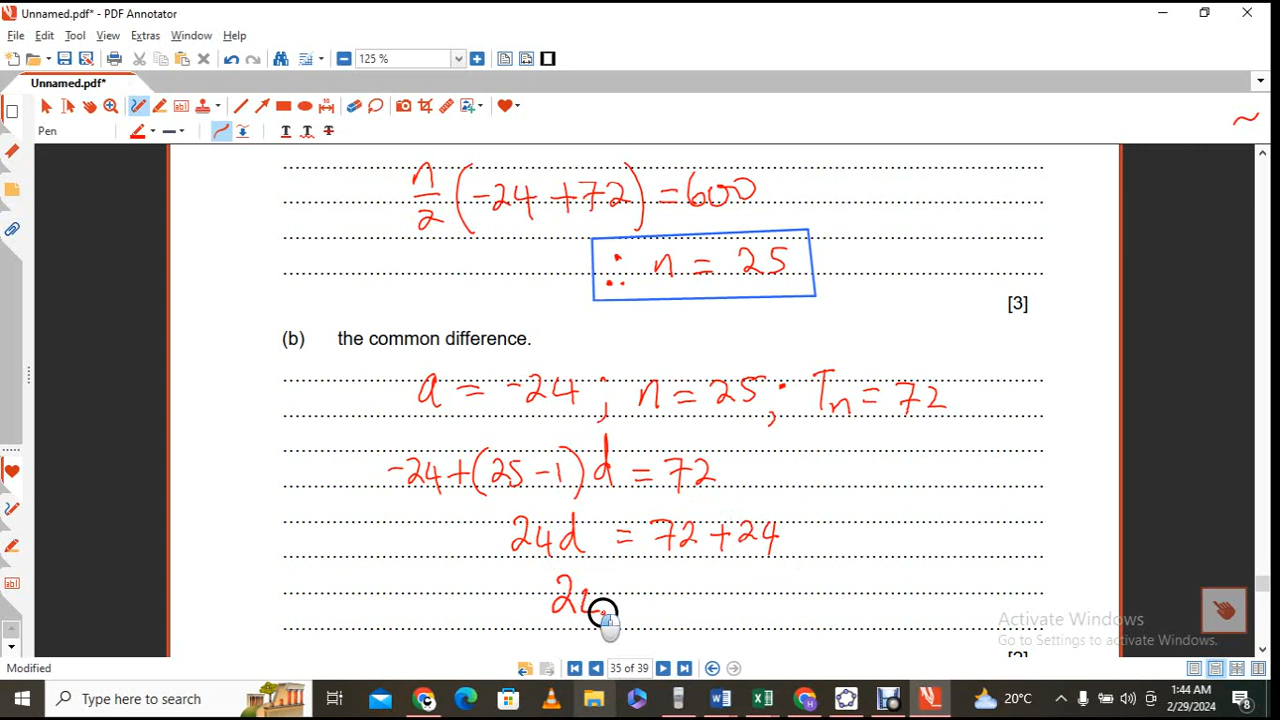 Unnamed.pdf* - PDF Annotator
File Edit Tool View Extras Window Help
125 %
Unnamed.pdf*
Pen
T T T
n/2 (-24 + 72) = 600
∴ n = 25
[3]
(b) the common difference.
a = -24 ; n = 25 ; Tn = 72
-24 + (25 - 1) d = 72
24d = 72 + 24
Activate Windows
Go to Settings to activate Windows.
Modified
35 of 39
Type here to search
20°C
1:44 AM
2/29/2024
8